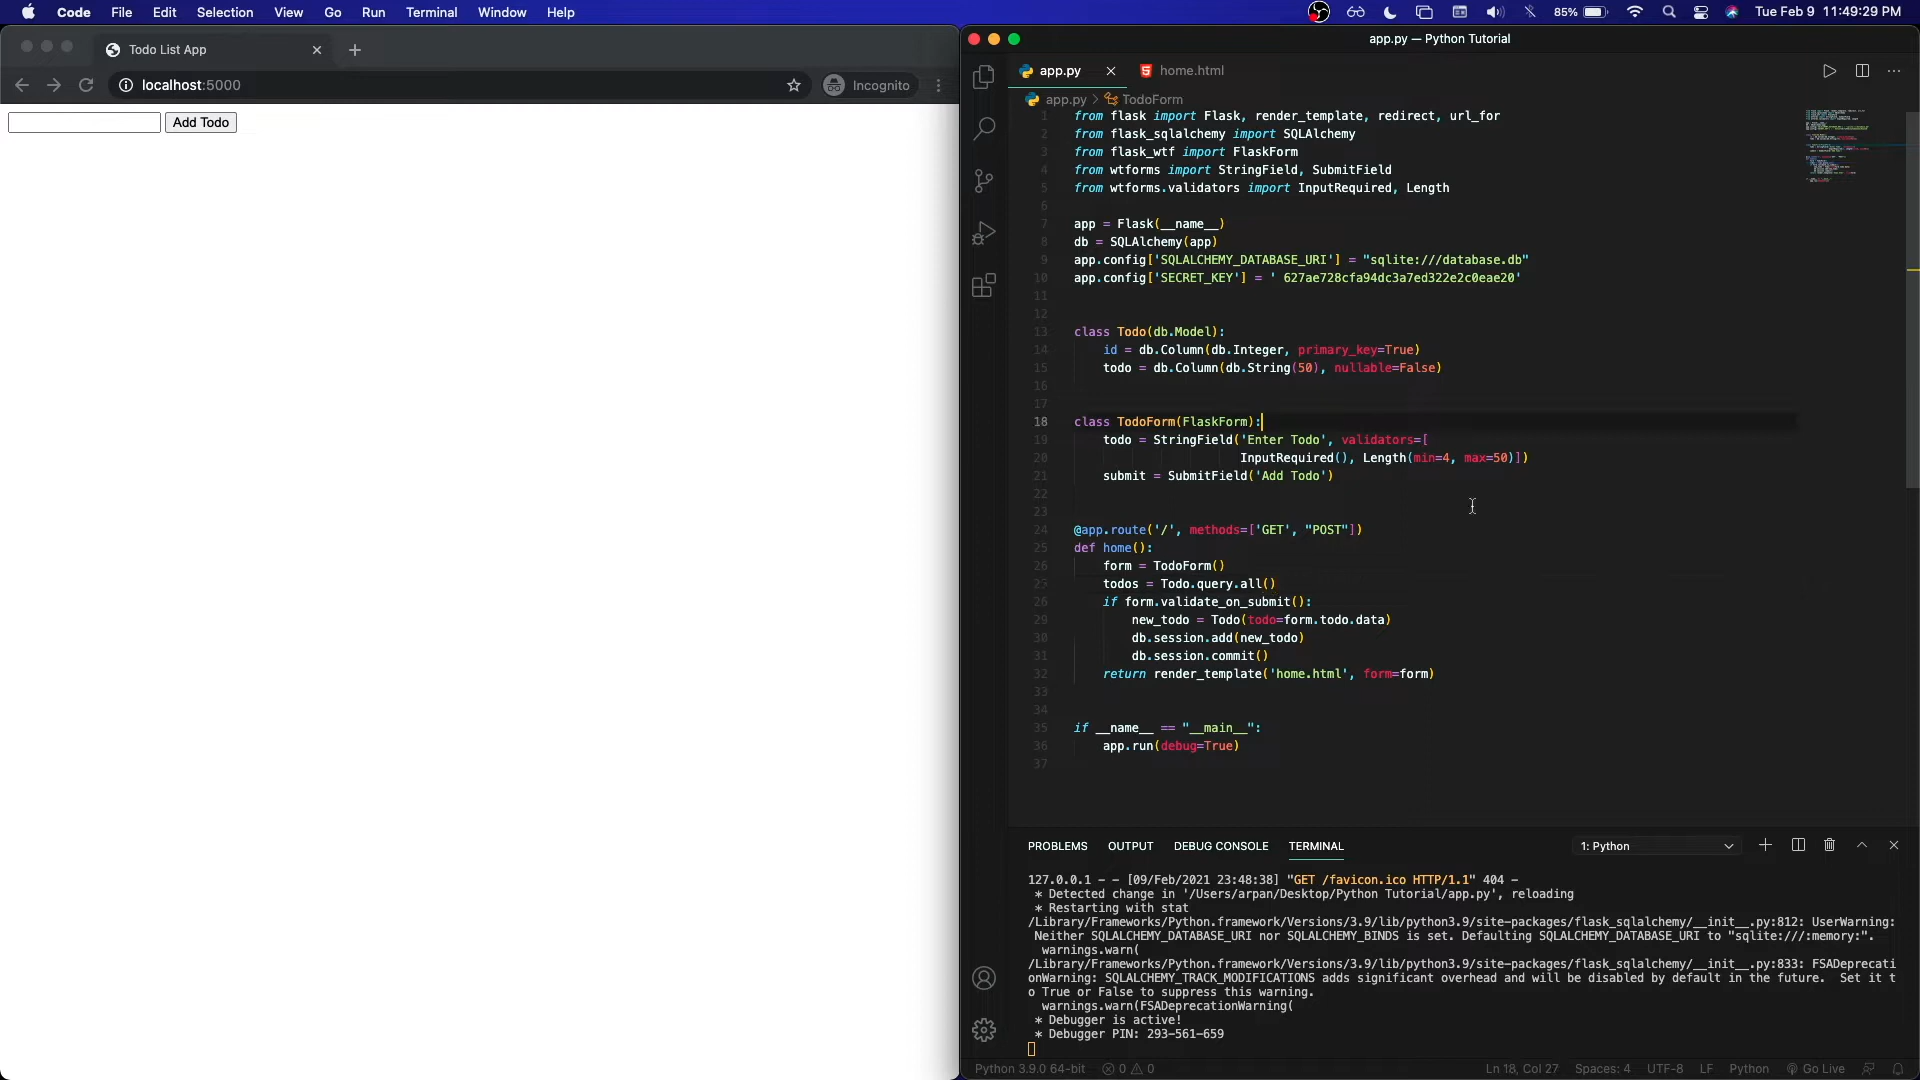 Code File Edit Selection View Go Run Terminal Window Help 85% Tue Feb 9 11:49:29 PM
Todo List App
localhost:5000 Incognito
Add Todo
app.py — Python Tutorial
app.py home.html
app.py > TodoForm
1 from flask import Flask, render_template, redirect, url_for
2 from flask_sqlalchemy import SQLAlchemy
3 from flask_wtf import FlaskForm
4 from wtforms import StringField, SubmitField
5 from wtforms.validators import InputRequired, Length
6
7 app = Flask(__name__)
8 db = SQLAlchemy(app)
9 app.config['SQLALCHEMY_DATABASE_URI'] = "sqlite:///database.db"
10 app.config['SECRET_KEY'] = ' 627ae728cfa94dc3a7ed322e2c0eae20'
11
12
13 class Todo(db.Model):
14 id = db.Column(db.Integer, primary_key=True)
15 todo = db.Column(db.String(50), nullable=False)
16
17
18 class TodoForm(FlaskForm):
19 todo = StringField('Enter Todo', validators=[
20 InputRequired(), Length(min=4, max=50)])
21 submit = SubmitField('Add Todo')
22
23
24 @app.route('/', methods=['GET', "POST"])
25 def home():
26 form = TodoForm()
todos = Todo.query.all()
if form.validate_on_submit():
29 new_todo = Todo(todo=form.todo.data)
30 db.session.add(new_todo)
31 db.session.commit()
32 return render_template('home.html', form=form)
33
34
35 if __name__ == "__main__":
36 app.run(debug=True)
37
PROBLEMS OUTPUT DEBUG CONSOLE TERMINAL 1: Python
127.0.0.1 - - [09/Feb/2021 23:48:38] "GET /favicon.ico HTTP/1.1" 404 -
* Detected change in '/Users/arpan/Desktop/Python Tutorial/app.py', reloading
* Restarting with stat
/Library/Frameworks/Python.framework/Versions/3.9/lib/python3.9/site-packages/flask_sqlalchemy/__init__.py:812: UserWarning:
Neither SQLALCHEMY_DATABASE_URI nor SQLALCHEMY_BINDS is set. Defaulting SQLALCHEMY_DATABASE_URI to "sqlite:///:memory:".
warnings.warn(
/Library/Frameworks/Python.framework/Versions/3.9/lib/python3.9/site-packages/flask_sqlalchemy/__init__.py:833: FSADeprecati
onWarning: SQLALCHEMY_TRACK_MODIFICATIONS adds significant overhead and will be disabled by default in the future. Set it t
o True or False to suppress this warning.
warnings.warn(FSADeprecationWarning(
* Debugger is active!
* Debugger PIN: 293-561-659
Python 3.9.0 64-bit 0 0 Ln 18, Col 27 Spaces: 4 UTF-8 LF Python Go Live